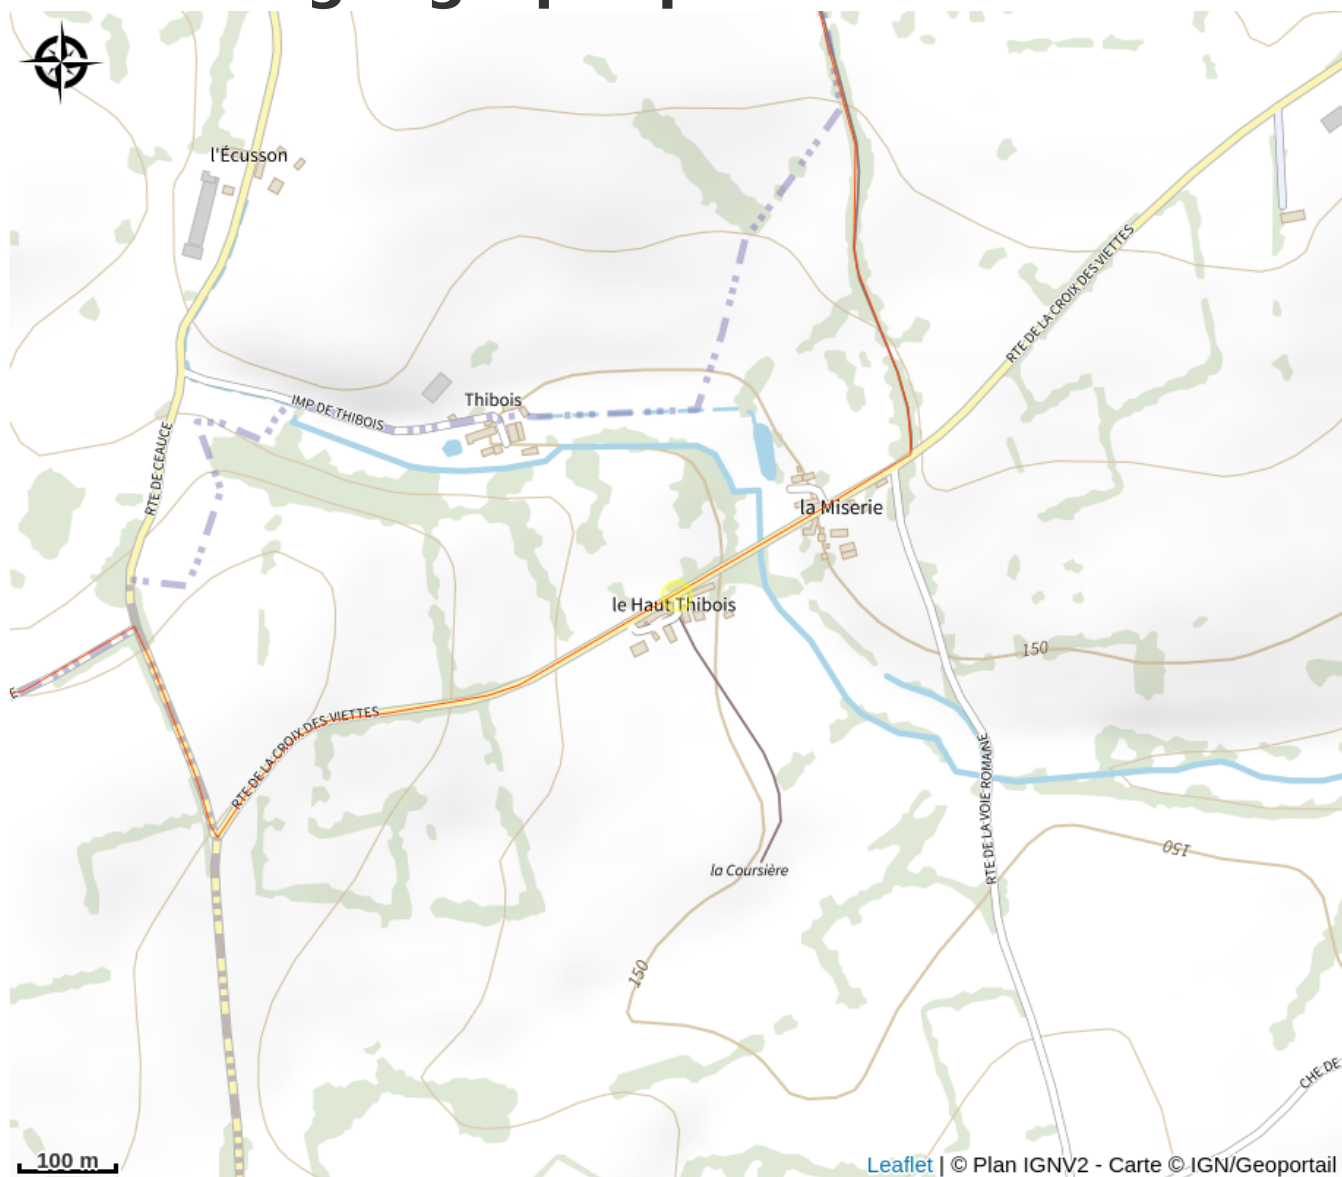 l'Écusson
RTE DE LA CROIX DES VIETTES
Thibois
IMP DE THIBOIS
RTE DE CEAUCE
la Miserie
le Haut Thibois
150
RTE DE LA CROIX DES VIETTES
RTE DE LA VOIE ROMAINE
150
la Coursière
150
CHE DE
100 m
Leaflet | © Plan IGNV2 - Carte © IGN/Geoportail